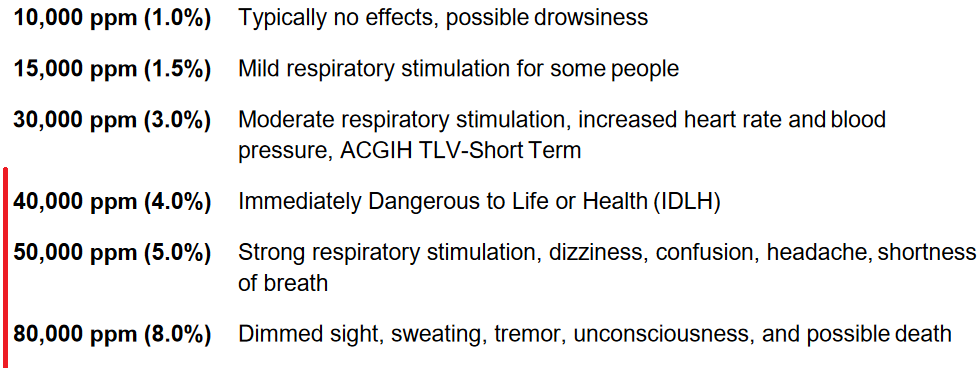 10,000 ppm (1.0%) Typically no effects, possible drowsiness
15,000 ppm (1.5%) Mild respiratory stimulation for some people
30,000 ppm (3.0%) Moderate respiratory stimulation, increased heart rate and blood
pressure, ACGIH TLV-Short Term
40,000 ppm (4.0%) Immediately Dangerous to Life or Health (IDLH)
50,000 ppm (5.0%) Strong respiratory stimulation, dizziness, confusion, headache, shortness
of breath
80,000 ppm (8.0%) Dimmed sight, sweating, tremor, unconsciousness, and possible death